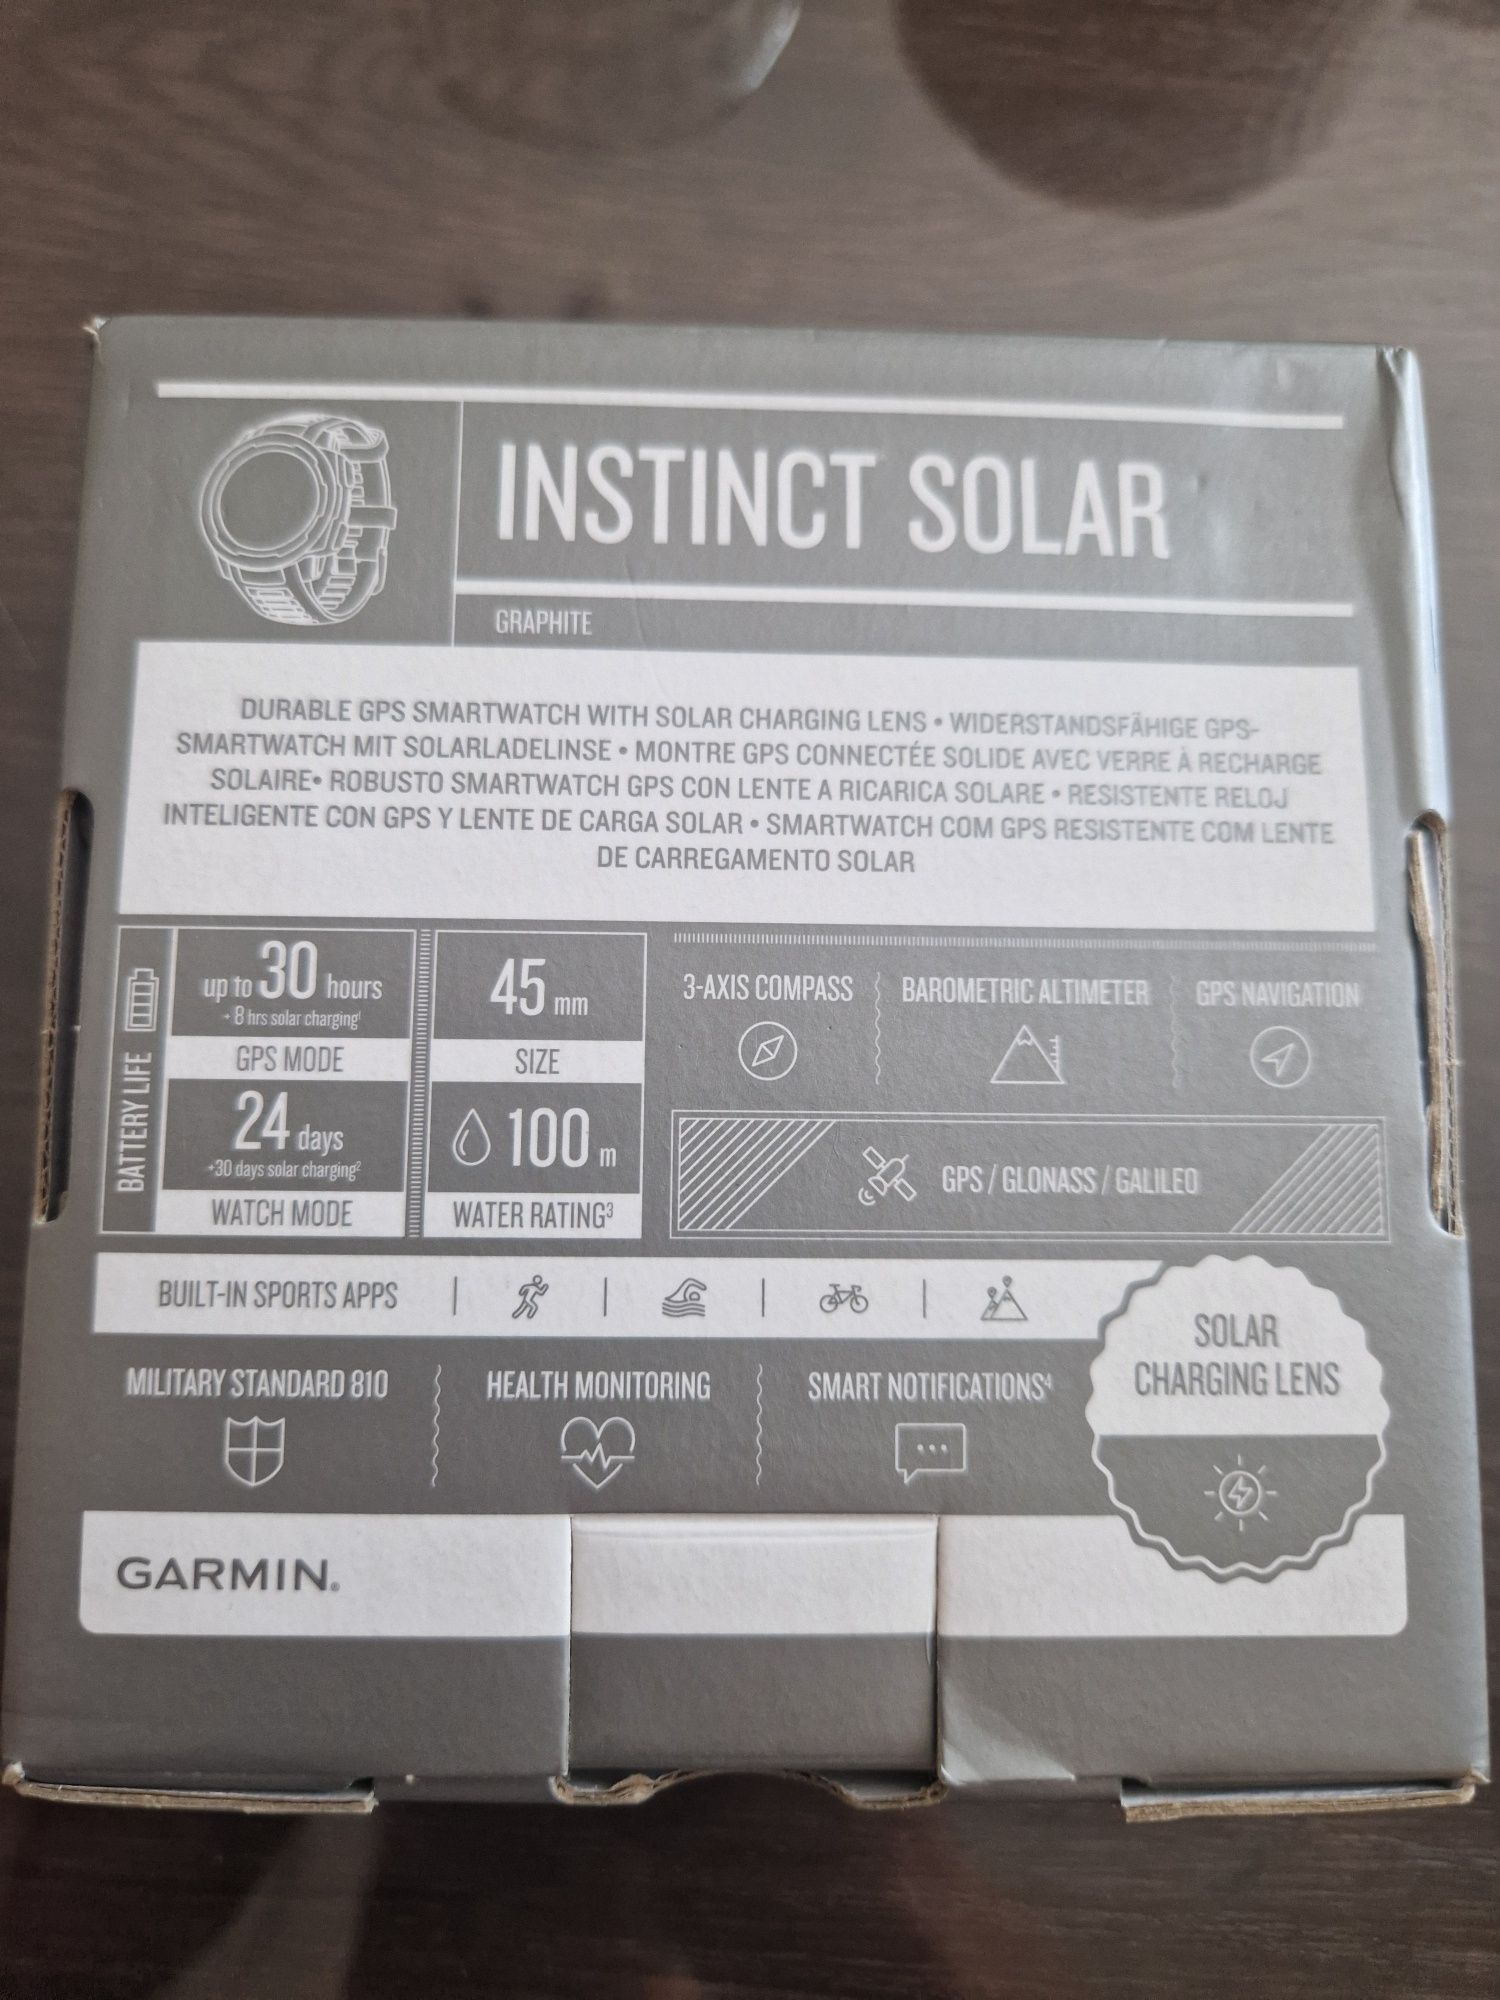 INSTINCT SOLAR
GRAPHITE
DURABLE GPS SMARTWATCH WITH SOLAR CHARGING LENS • WIDERSTANDSFÄHIGE GPS-
SMARTWATCH MIT SOLARLADELINSE • MONTRE GPS CONNECTÉE SOLIDE AVEC VERRE À RECHARGE
SOLAIRE• ROBUSTO SMARTWATCH GPS CON LENTE A RICARICA SOLARE • RESISTENTE RELOJ
INTELIGENTE CON GPS Y LENTE DE CARGA SOLAR • SMARTWATCH COM GPS RESISTENTE COM LENTE
DE CARREGAMENTO SOLAR
BATTERY LIFE
up to 30 hours
+ 8 hrs solar charging¹
GPS MODE
24 days
+30 days solar charging²
WATCH MODE
45 mm
SIZE
100 m
WATER RATING³
3-AXIS COMPASS
BAROMETRIC ALTIMETER
GPS NAVIGATION
GPS / GLONASS / GALILEO
BUILT-IN SPORTS APPS
MILITARY STANDARD 810
HEALTH MONITORING
SMART NOTIFICATIONS⁴
SOLAR
CHARGING LENS
GARMIN®